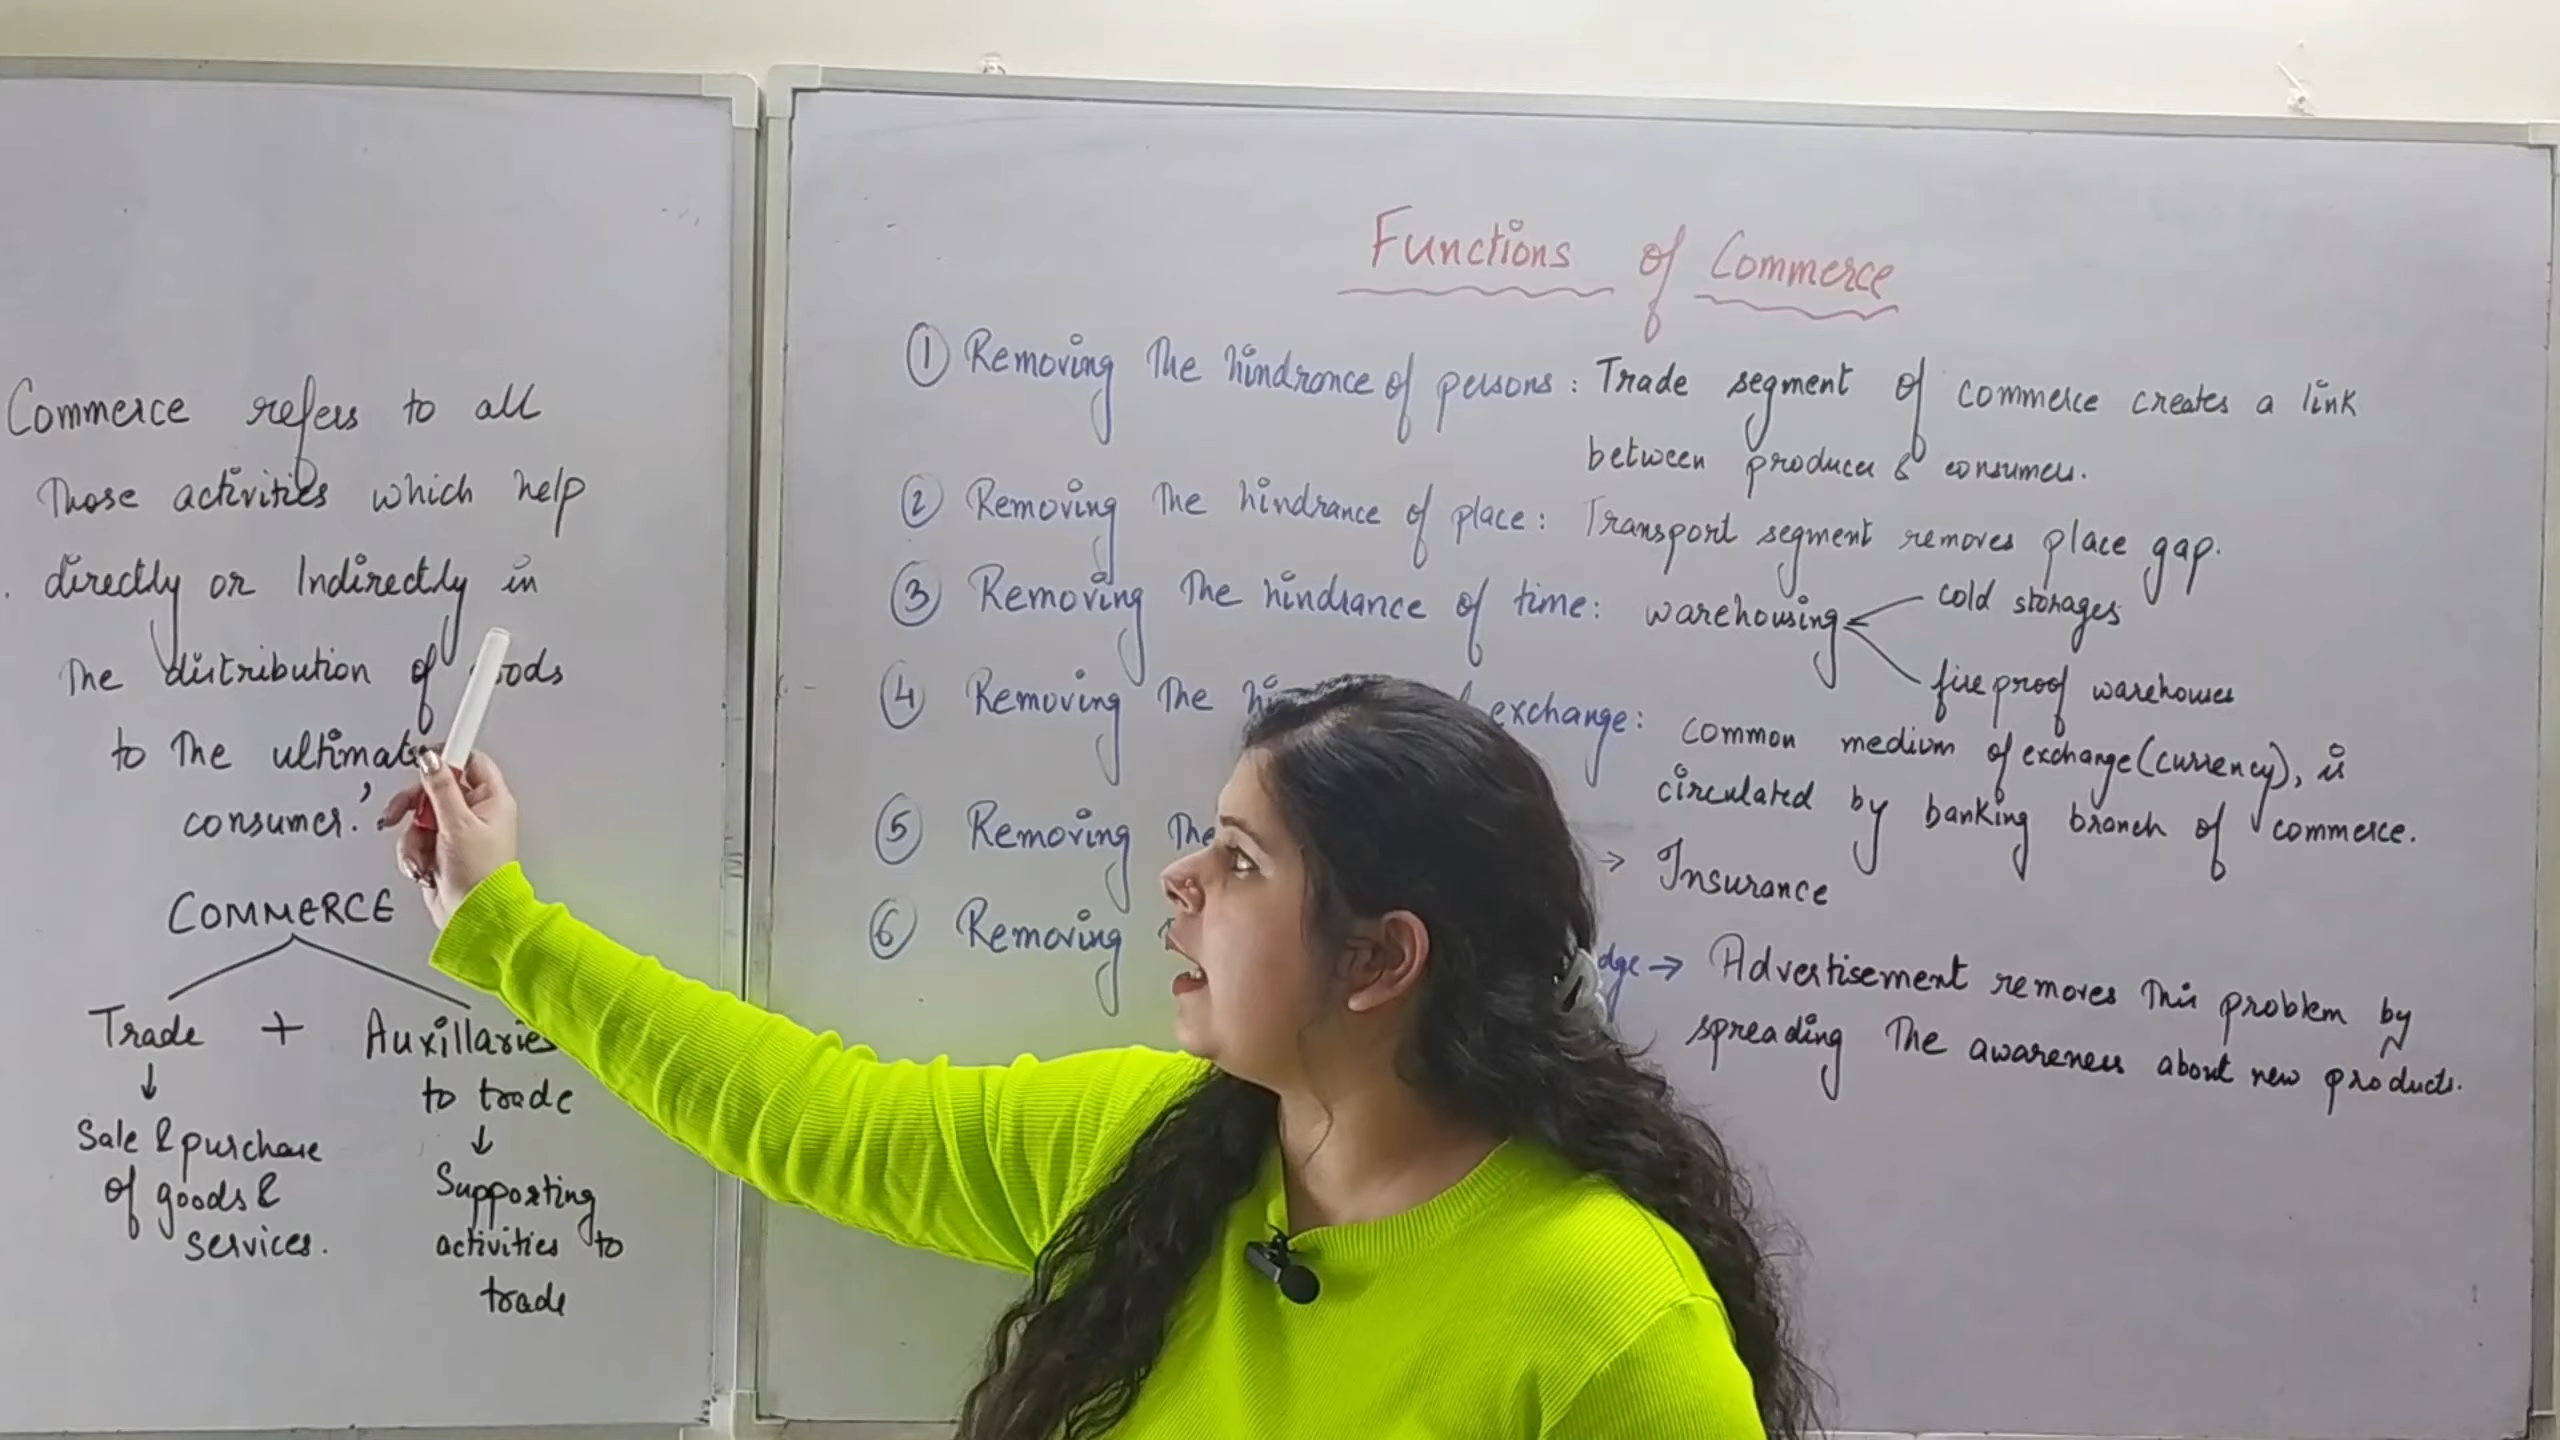 Commerce refers to all
Those activities which help
directly or Indirectly in
The distribution of
to The ultimate
consumer.'
COMMERCE
Trade + Auxillaries
to trade
↓ ↓
Sale & purchase
of goods &
services.
Supporting
activities to
trade
Functions of Commerce
① Removing The hindrance of persons : Trade segment of commerce creates a link
between producer & consumers.
② Removing The hindrance of place : Transport segment removes place gap.
③ Removing The hindrance of time : warehousing
cold storages
fire proof warehouses
④ Removing The exchange : common medium of exchange (currency), is
circulated by banking branch of commerce.
⑤ Removing The → Insurance
⑥ Removing → Advertisement removes This problem by
spreading The awareness about new products.